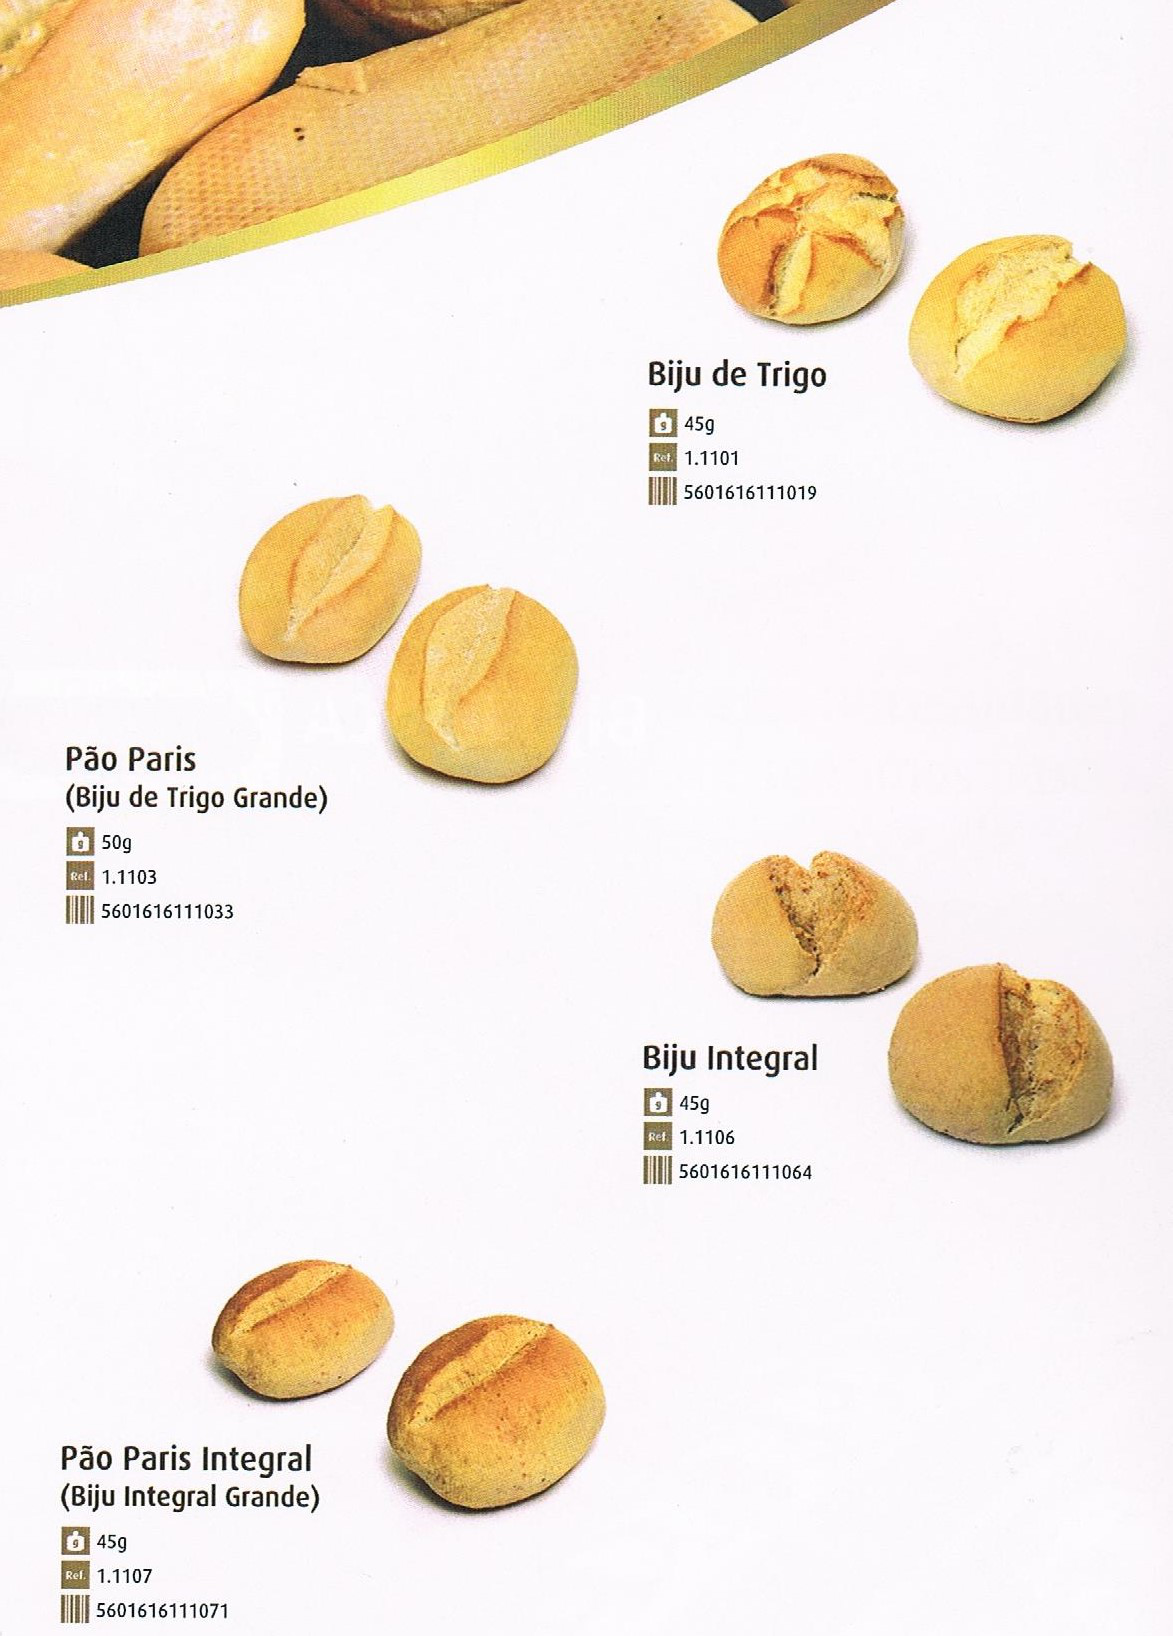 Biju de Trigo
g 45g
Ref. 1.1101
5601616111019
Pão Paris
(Biju de Trigo Grande)
g 50g
Ref. 1.1103
5601616111033
Biju Integral
g 45g
Ref. 1.1106
5601616111064
Pão Paris Integral
(Biju Integral Grande)
g 45g
Ref. 1.1107
5601616111071